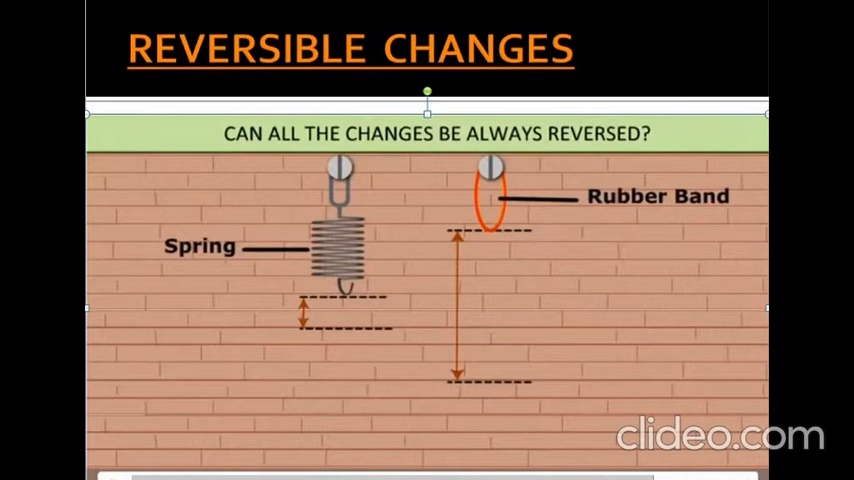 REVERSIBLE CHANGES
CAN ALL THE CHANGES BE ALWAYS REVERSED?
Rubber Band
Spring
clideo.com